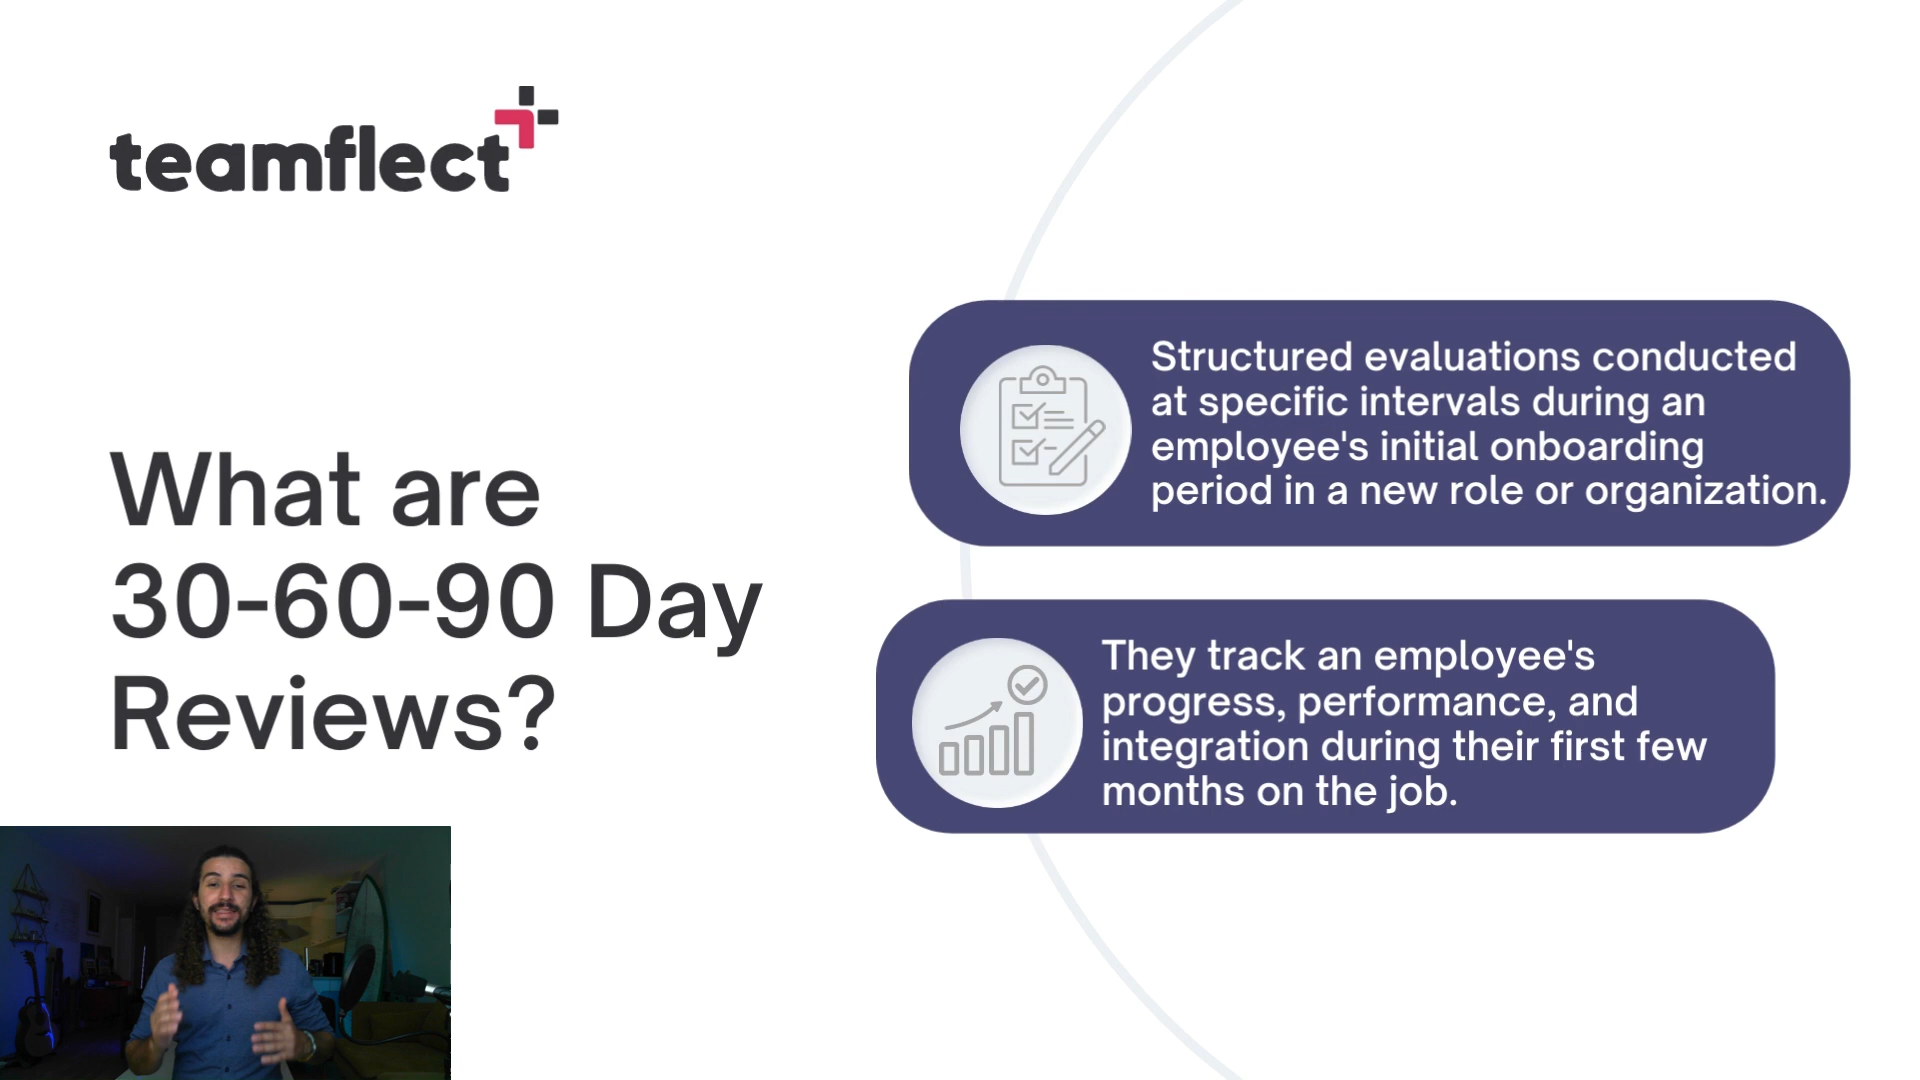 teamflect
What are
30-60-90 Day
Reviews?
Structured evaluations conducted
at specific intervals during an
employee's initial onboarding
period in a new role or organization.
They track an employee's
progress, performance, and
integration during their first few
months on the job.